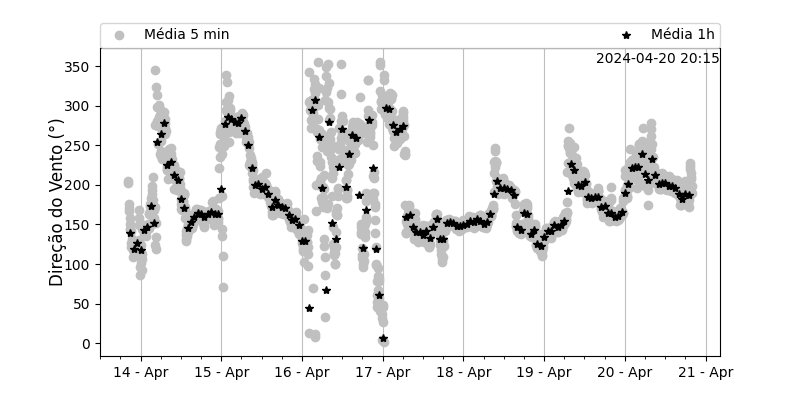 Média 5 min
Média 1h
2024-04-20 20:15
Direção do Vento (°)
350
300
250
200
150
100
50
0
14 - Apr
15 - Apr
16 - Apr
17 - Apr
18 - Apr
19 - Apr
20 - Apr
21 - Apr